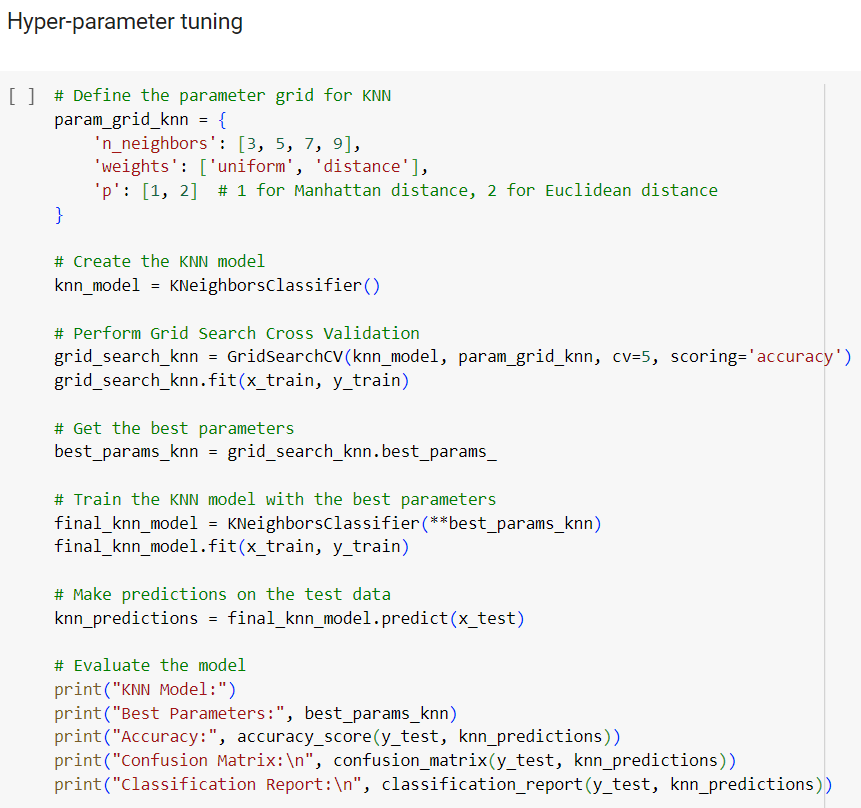 Hyper-parameter tuning
[ ] # Define the parameter grid for KNN
param_grid_knn = {
    'n_neighbors': [3, 5, 7, 9],
    'weights': ['uniform', 'distance'],
    'p': [1, 2]  # 1 for Manhattan distance, 2 for Euclidean distance
}
# Create the KNN model
knn_model = KNeighborsClassifier()
# Perform Grid Search Cross Validation
grid_search_knn = GridSearchCV(knn_model, param_grid_knn, cv=5, scoring='accuracy')
grid_search_knn.fit(x_train, y_train)
# Get the best parameters
best_params_knn = grid_search_knn.best_params_
# Train the KNN model with the best parameters
final_knn_model = KNeighborsClassifier(**best_params_knn)
final_knn_model.fit(x_train, y_train)
# Make predictions on the test data
knn_predictions = final_knn_model.predict(x_test)
# Evaluate the model
print("KNN Model:")
print("Best Parameters:", best_params_knn)
print("Accuracy:", accuracy_score(y_test, knn_predictions))
print("Confusion Matrix:\n", confusion_matrix(y_test, knn_predictions))
print("Classification Report:\n", classification_report(y_test, knn_predictions))